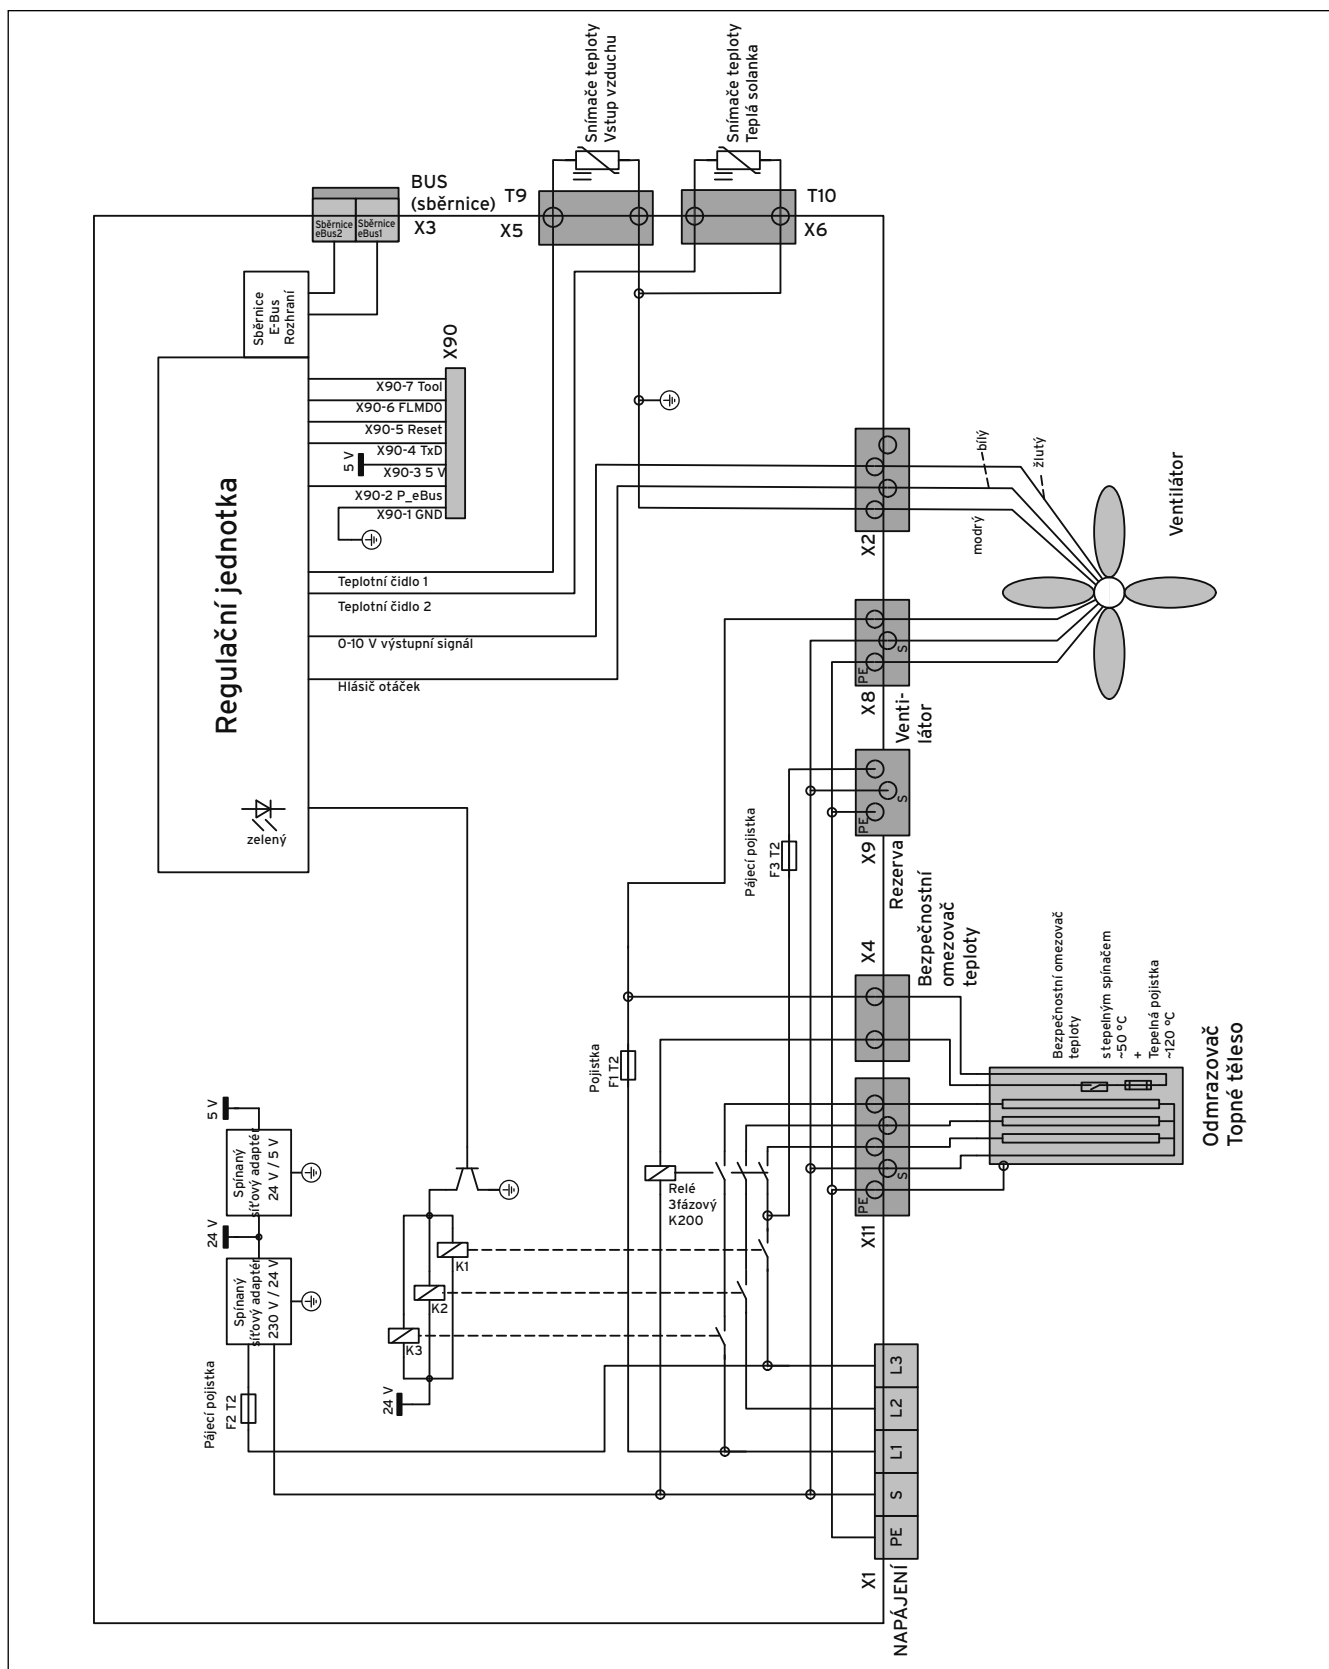 Snímače teploty
Vstup vzduchu
Snímače teploty
Teplá solanka
BUS
(sběrnice)
X3
Sběrnice
eBus2
Sběrnice
eBus1
T9
X5
T10
X6
Sběrnice
E-Bus
Rozhraní
Regulační jednotka
X90
X90-7 Tool
X90-6 FLMD0
X90-5 Reset
X90-4 TxD
5 V
X90-3 5 V
X90-2 P_eBus
X90-1 GND
Teplotní čidlo 1
Teplotní čidlo 2
0-10 V výstupní signál
Hlásič otáček
zelený
X2
bílý
žlutý
modrý
Ventilátor
PE
S
X8
Venti-
látor
PE
S
X9
Rezerva
Pájecí pojistka
F3 T2
X4
Bezpečnostní
omezovač
teploty
Pojistka
F1 T2
Bezpečnostní omezovač
teploty
s tepelným spínačem
~50 °C
+
Tepelná pojistka
~120 °C
Odmrazovač
Topné těleso
5 V
Spínaný
síťový adaptér
24 V / 5 V
24 V
Spínaný
síťový adaptér
230 V / 24 V
Relé
3fázový
K200
PE
S
X11
K1
K2
K3
24 V
Pájecí pojistka
F2 T2
L3
L2
L1
S
PE
X1
NAPÁJENÍ